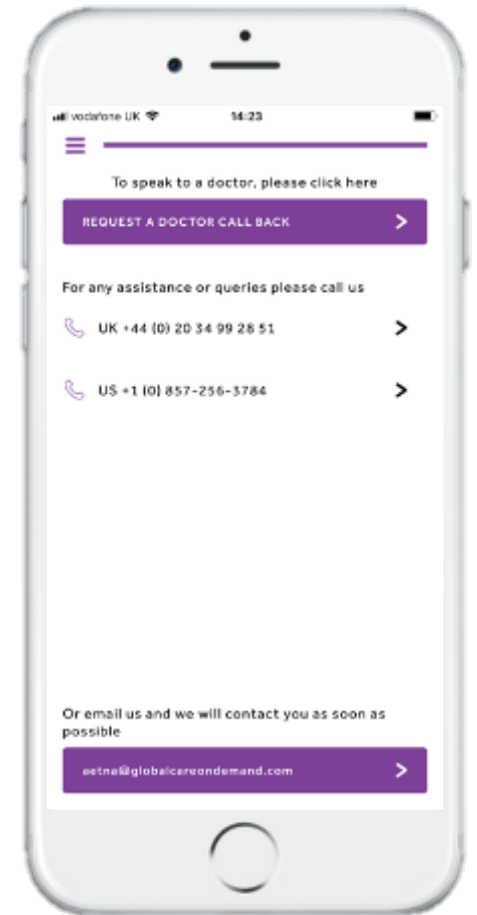 vodafone UK
14:23
To speak to a doctor, please click here
REQUEST A DOCTOR CALL BACK
For any assistance or queries please call us
UK +44 (0) 20 34 99 28 51
US +1 (0) 857-256-3784
Or email us and we will contact you as soon as
possible
aetna@globalcareondemand.com